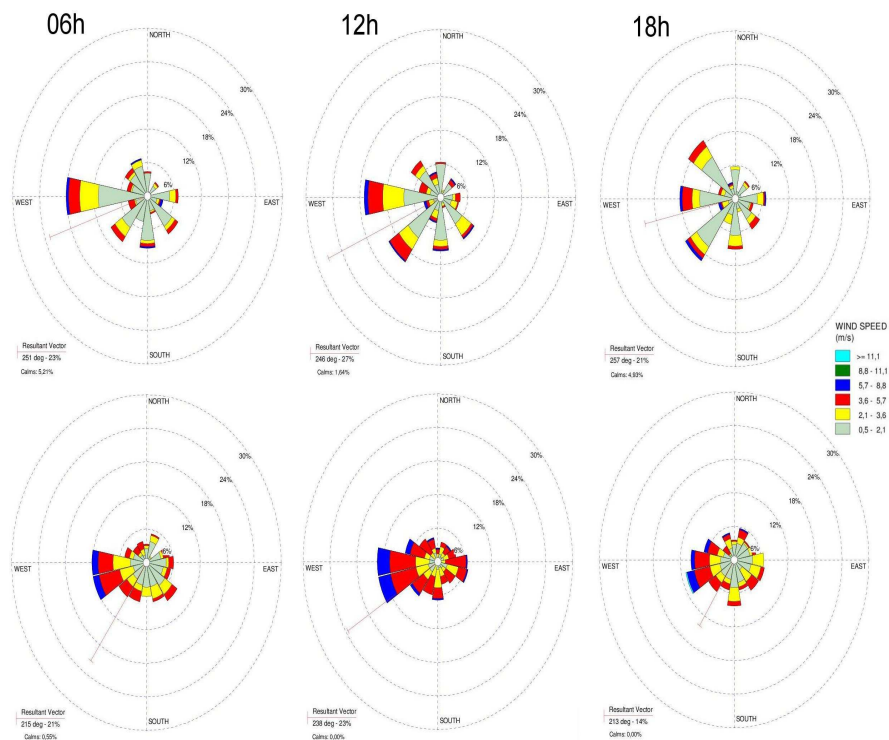 06h
12h
18h
NORTH
30%
24%
18%
12%
6%
WEST
EAST
SOUTH
Resultant Vector
251 deg - 23%
Calms: 5,21%
NORTH
30%
24%
18%
12%
6%
WEST
EAST
SOUTH
Resultant Vector
246 deg - 27%
Calms: 1,64%
NORTH
30%
24%
18%
12%
6%
WEST
EAST
SOUTH
Resultant Vector
257 deg - 21%
Calms: 4,93%
WIND SPEED
(m/s)
>= 11,1
8,8 - 11,1
5,7 - 8,8
3,6 - 5,7
2,1 - 3,6
0,5 - 2,1
NORTH
30%
24%
18%
12%
6%
WEST
EAST
SOUTH
Resultant Vector
215 deg - 21%
Calms: 0,55%
NORTH
30%
24%
18%
12%
6%
WEST
EAST
SOUTH
Resultant Vector
238 deg - 23%
Calms: 0,00%
NORTH
30%
24%
18%
12%
6%
WEST
EAST
SOUTH
Resultant Vector
213 deg - 14%
Calms: 0,00%